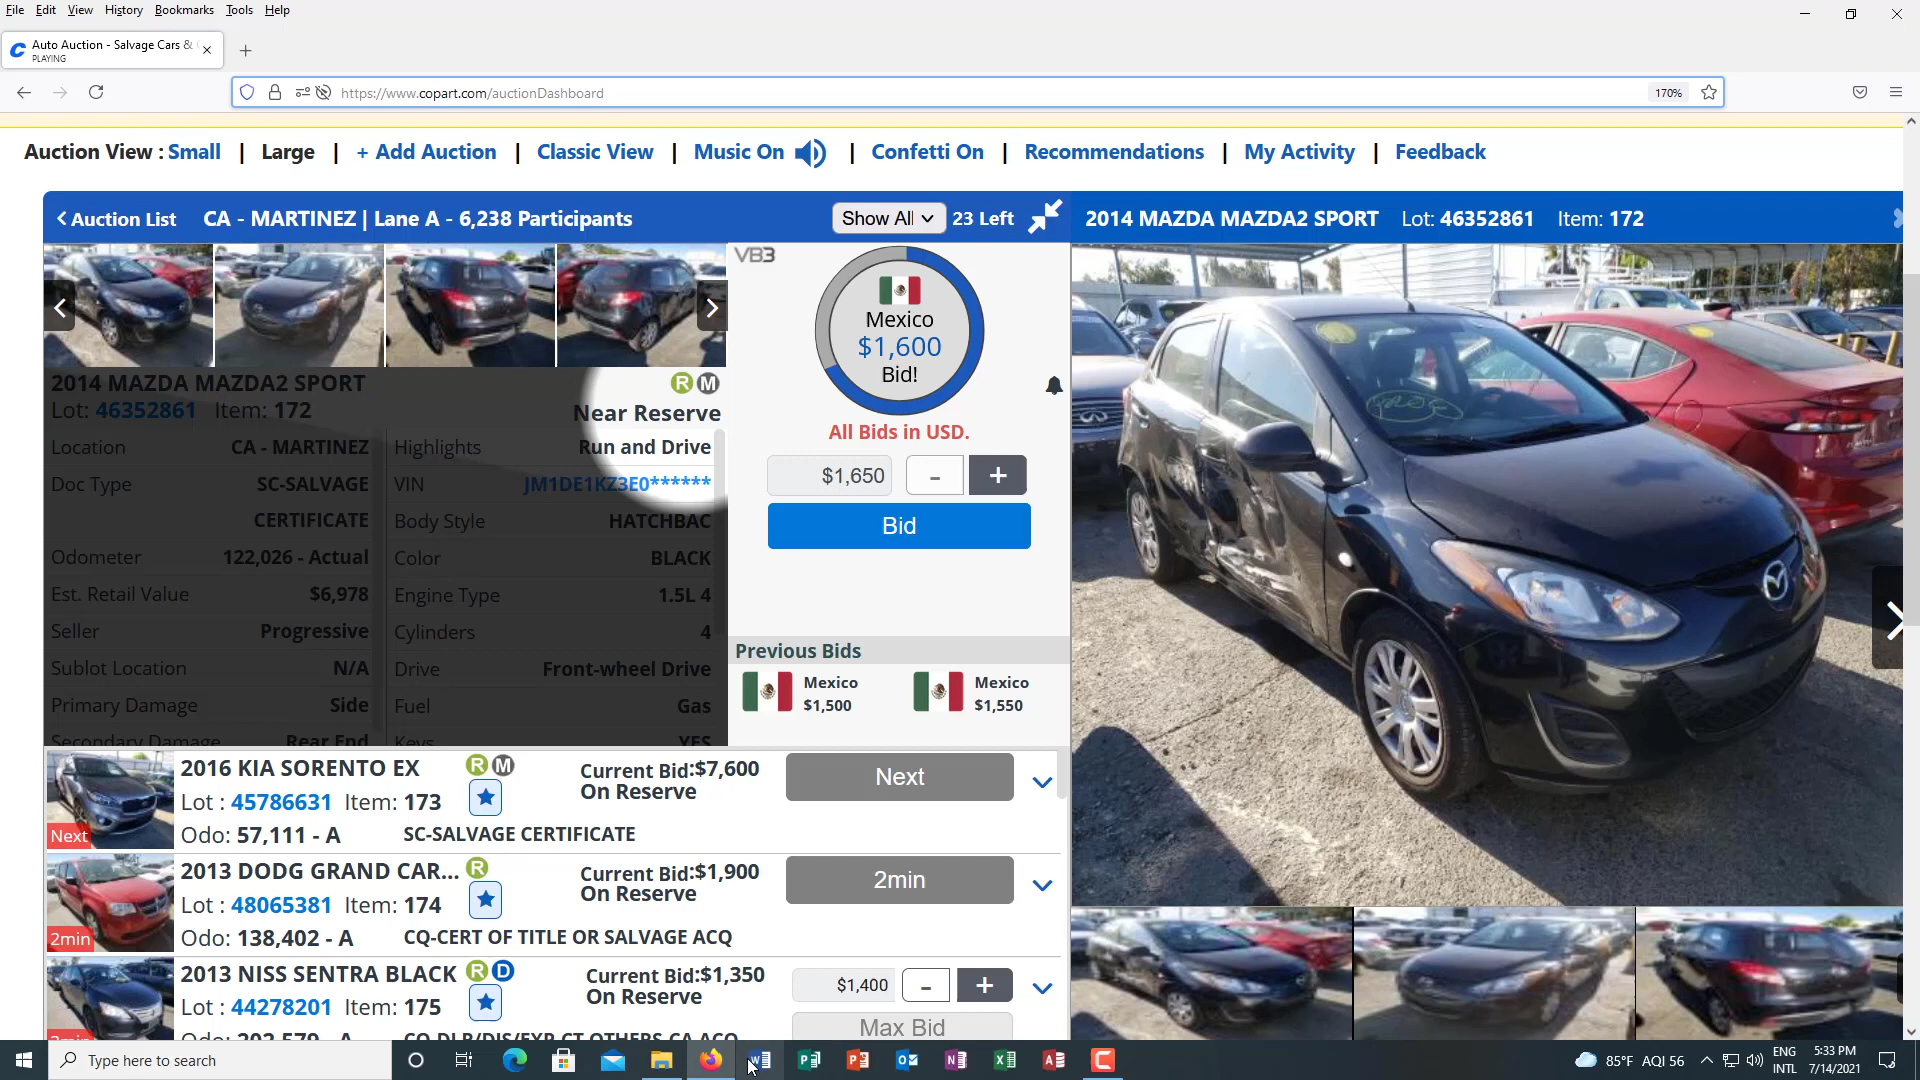 File Edit View History Bookmarks Tools Help
Auto Auction - Salvage Cars &
PLAYING
https://www.copart.com/auctionDashboard
170%
Auction View : Small | Large | + Add Auction | Classic View | Music On | Confetti On | Recommendations | My Activity | Feedback
Auction List CA - MARTINEZ | Lane A - 6,238 Participants Show All 23 Left
2014 MAZDA MAZDA2 SPORT Lot: 46352861 Item: 172
VB3
Mexico
$1,600
Bid!
All Bids in USD.
$1,650 - +
Bid
Previous Bids
Mexico
$1,500
Mexico
$1,550
2014 MAZDA MAZDA2 SPORT R M
Lot: 46352861 Item: 172
Near Reserve
Location CA - MARTINEZ
Doc Type SC-SALVAGE
CERTIFICATE
Odometer 122,026 - Actual
Est. Retail Value $6,978
Seller Progressive
Sublot Location N/A
Primary Damage Side
Secondary Damage Rear End
Highlights Run and Drive
VIN JM1DE1KZ3E0******
Body Style HATCHBAC
Color BLACK
Engine Type 1.5L 4
Cylinders 4
Drive Front-wheel Drive
Fuel Gas
Keys YES
2016 KIA SORENTO EX R M
Lot : 45786631 Item: 173
Odo: 57,111 - A SC-SALVAGE CERTIFICATE
Current Bid:$7,600
On Reserve
Next
Next
2013 DODG GRAND CAR... R
Lot : 48065381 Item: 174
Odo: 138,402 - A CQ-CERT OF TITLE OR SALVAGE ACQ
Current Bid:$1,900
On Reserve
2min
2min
2013 NISS SENTRA BLACK R D
Lot : 44278201 Item: 175
Current Bid:$1,350
On Reserve
$1,400 - +
Max Bid
Type here to search
85°F AQI 56
ENG
INTL
5:33 PM
7/14/2021